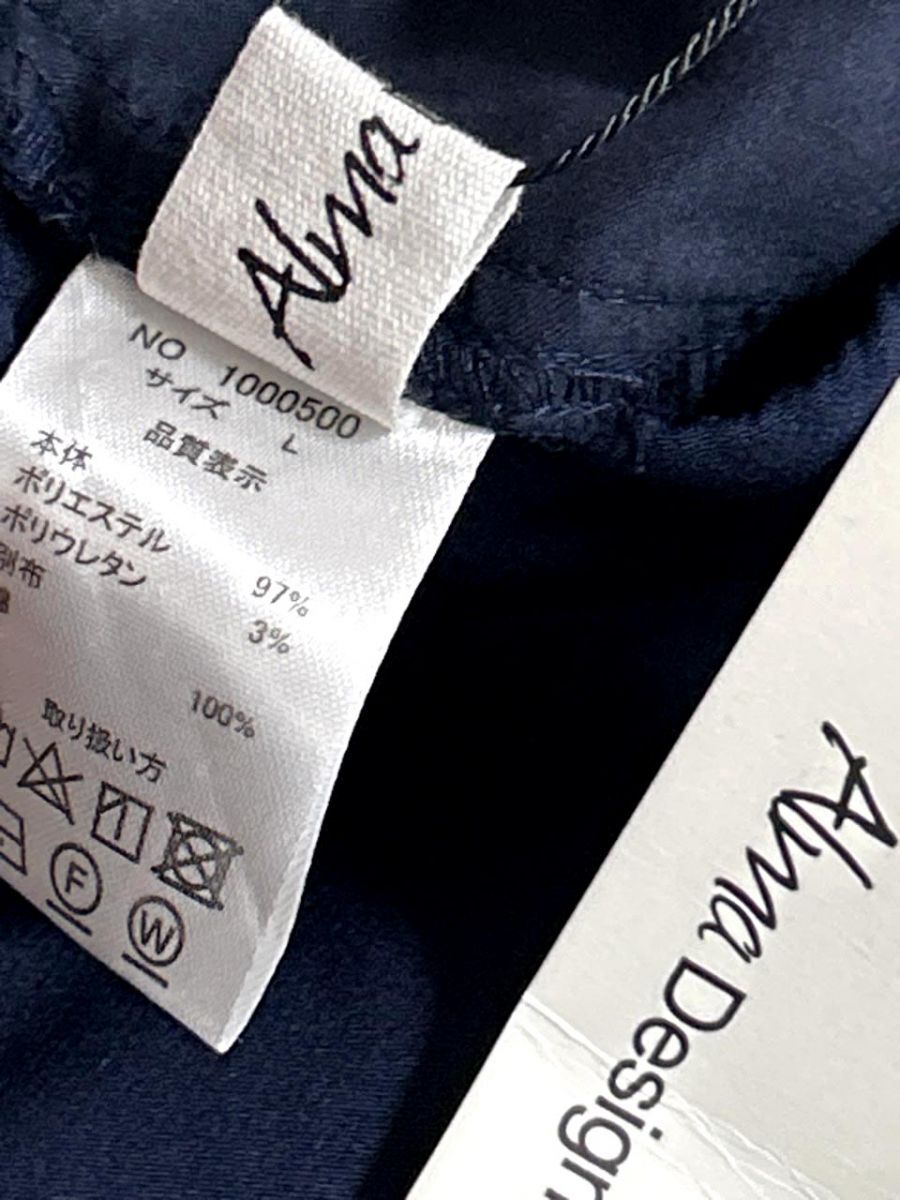 Alma
NO 1000500
サイズ L
品質表示
本体
ポリエステル 97%
ポリウレタン 3%
別布
100%
取り扱い方
F
W
Alma Design